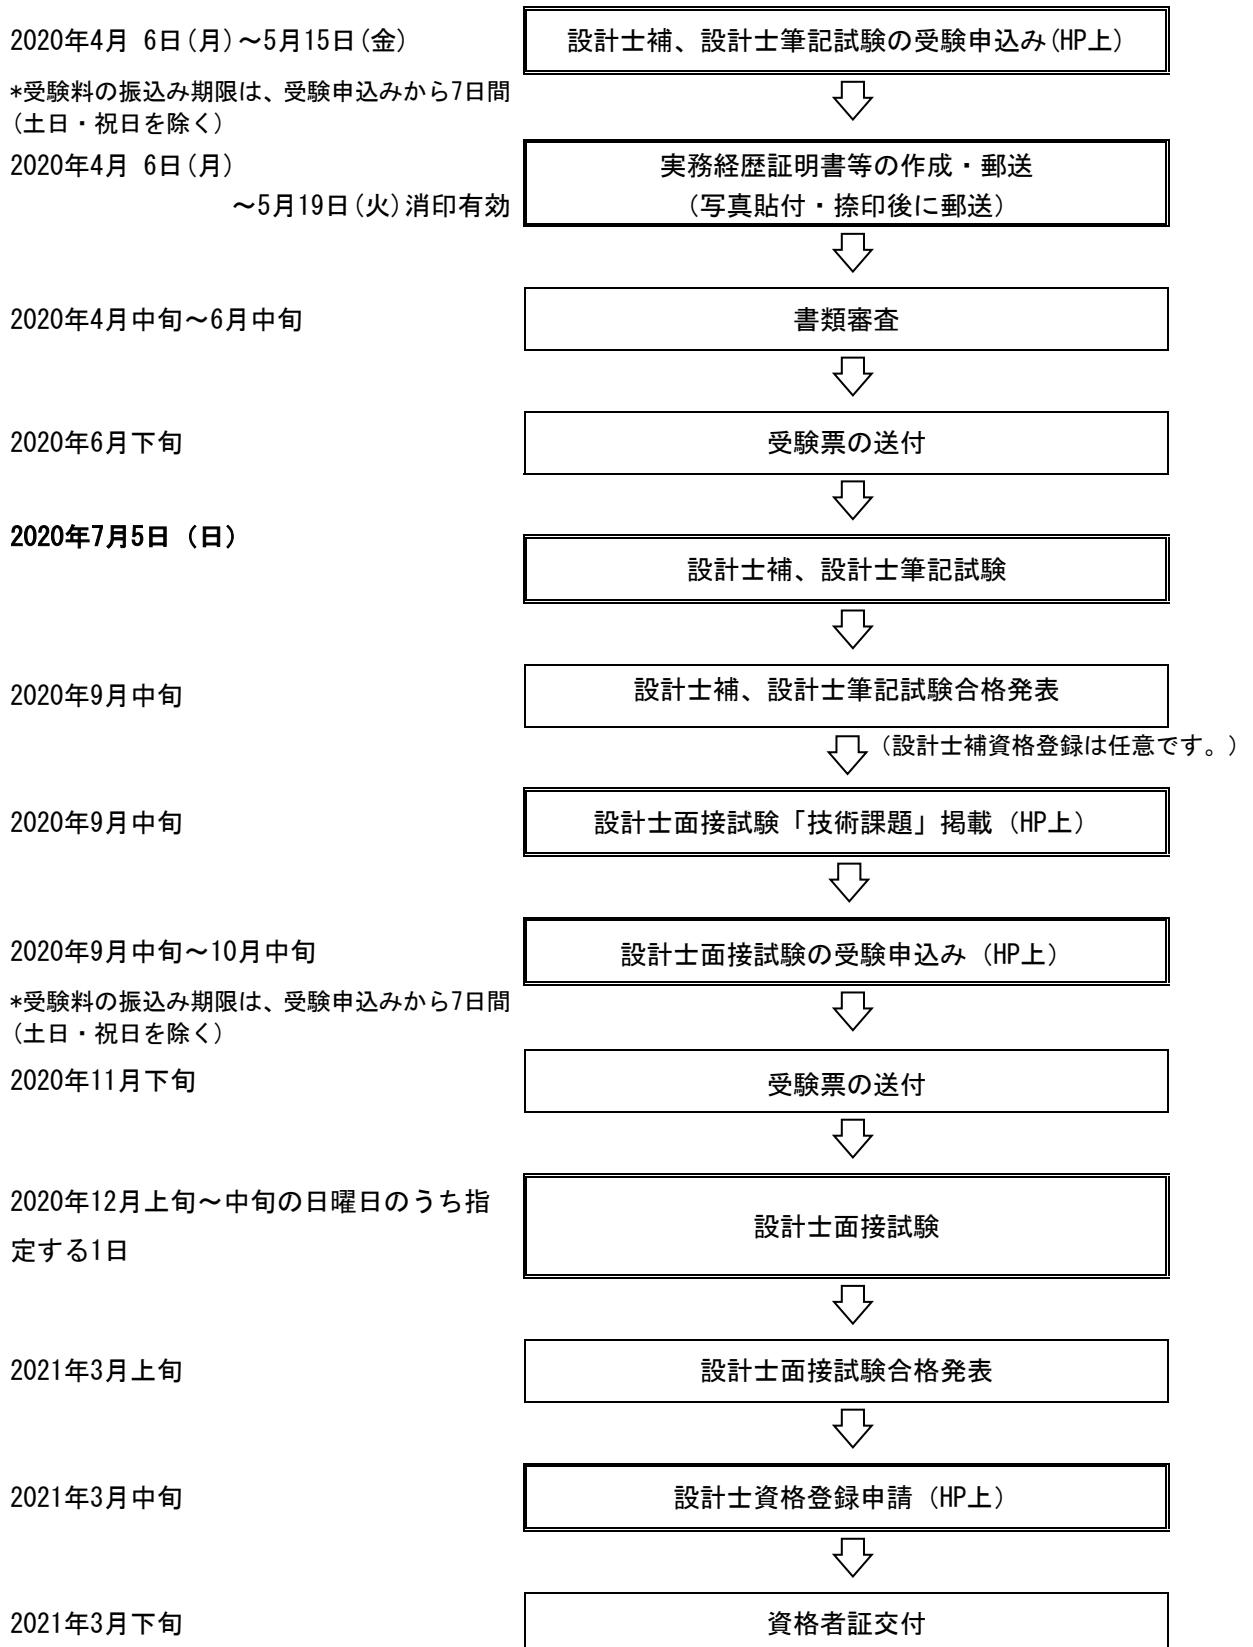 2020年4月 6日(月)～5月15日(金)
設計士補、設計士筆記試験の受験申込み(HP上)
*受験料の振込み期限は、受験申込みから7日間
(土日・祝日を除く)
2020年4月 6日(月)
～5月19日(火)消印有効
実務経歴証明書等の作成・郵送
(写真貼付・捺印後に郵送)
2020年4月中旬～6月中旬
書類審査
2020年6月下旬
受験票の送付
2020年7月5日（日）
設計士補、設計士筆記試験
2020年9月中旬
設計士補、設計士筆記試験合格発表
(設計士補資格登録は任意です。)
2020年9月中旬
設計士面接試験「技術課題」掲載（HP上）
2020年9月中旬～10月中旬
設計士面接試験の受験申込み（HP上）
*受験料の振込み期限は、受験申込みから7日間
(土日・祝日を除く)
2020年11月下旬
受験票の送付
2020年12月上旬～中旬の日曜日のうち指
定する1日
設計士面接試験
2021年3月上旬
設計士面接試験合格発表
2021年3月中旬
設計士資格登録申請（HP上）
2021年3月下旬
資格者証交付